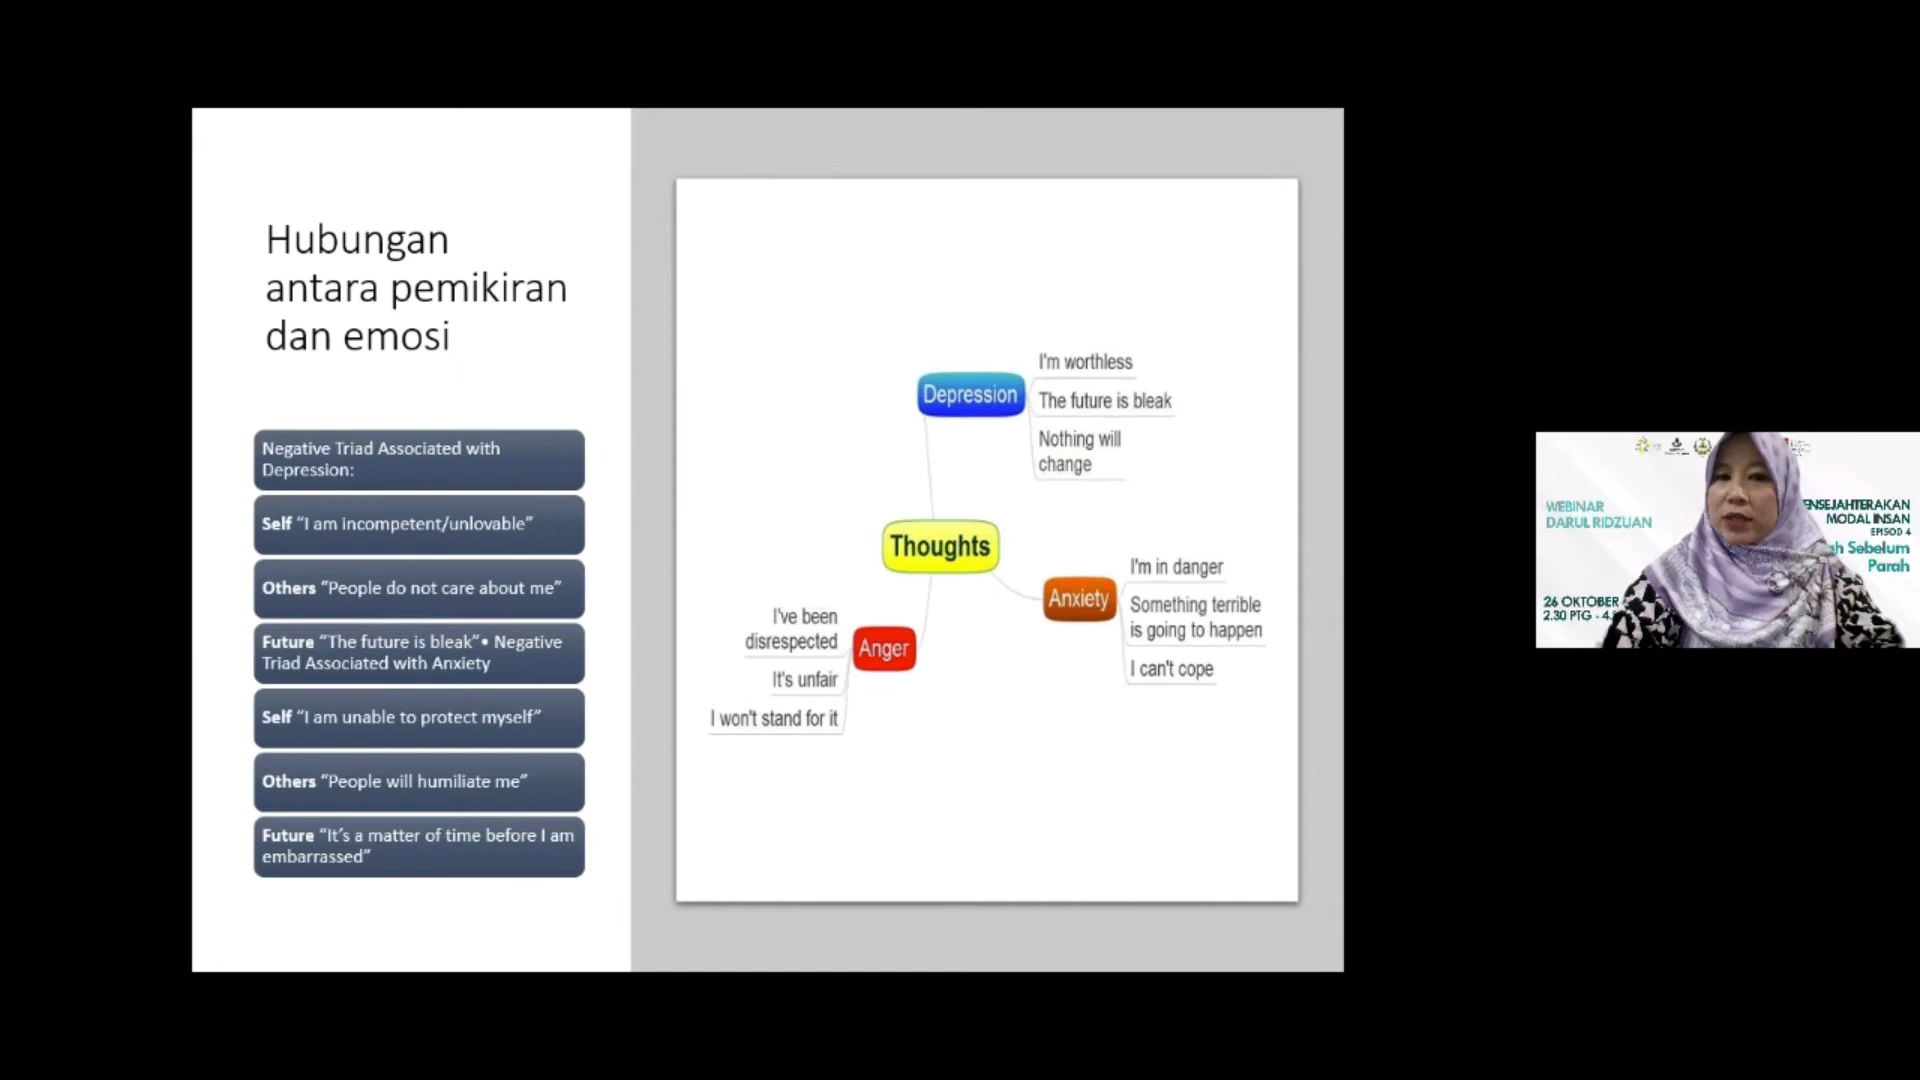 Hubungan
antara pemikiran
dan emosi
Negative Triad Associated with
Depression:
Self “I am incompetent/unlovable”
Others “People do not care about me”
Future “The future is bleak”• Negative
Triad Associated with Anxiety
Self “I am unable to protect myself”
Others “People will humiliate me”
Future “It’s a matter of time before I am
embarrassed”
Depression
I'm worthless
The future is bleak
Nothing will
change
Thoughts
Anxiety
I'm in danger
Something terrible
is going to happen
I can't cope
Anger
I've been
disrespected
It's unfair
I won't stand for it
WEBINAR
DARUL RIDZUAN
26 OKTOBER
2.30 PTG - 4.
ENSEJAHTERAKAN
MODAL INSAN
EPISOD 4
ah Sebelum
Parah